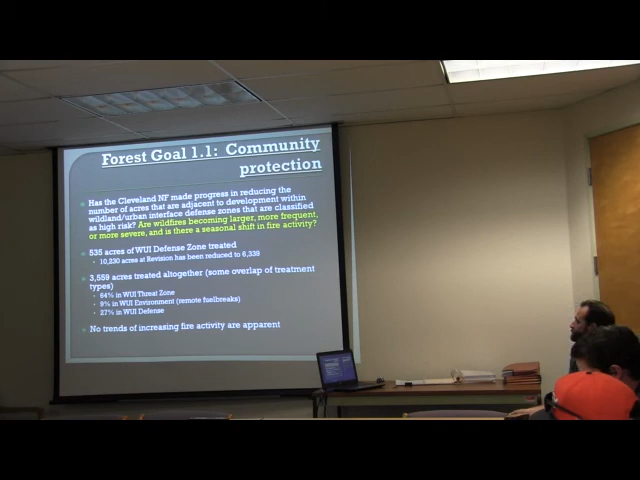 Forest Goal 1.1: Community
protection
Has the Cleveland NF made progress in reducing the
number of acres that are adjacent to development within
wildland/urban interface defense zones that are classified
as high risk? Are wildfires becoming larger, more frequent,
or more severe, and is there a seasonal shift in fire activity?
535 acres of WUI Defense Zone treated
10,230 acres at Revision has been reduced to 6,339
3,559 acres treated altogether (some overlap of treatment
types)
64% in WUI Threat Zone
9% in WUI Environment (remote fuelbreaks)
27% in WUI Defense
No trends of increasing fire activity are apparent